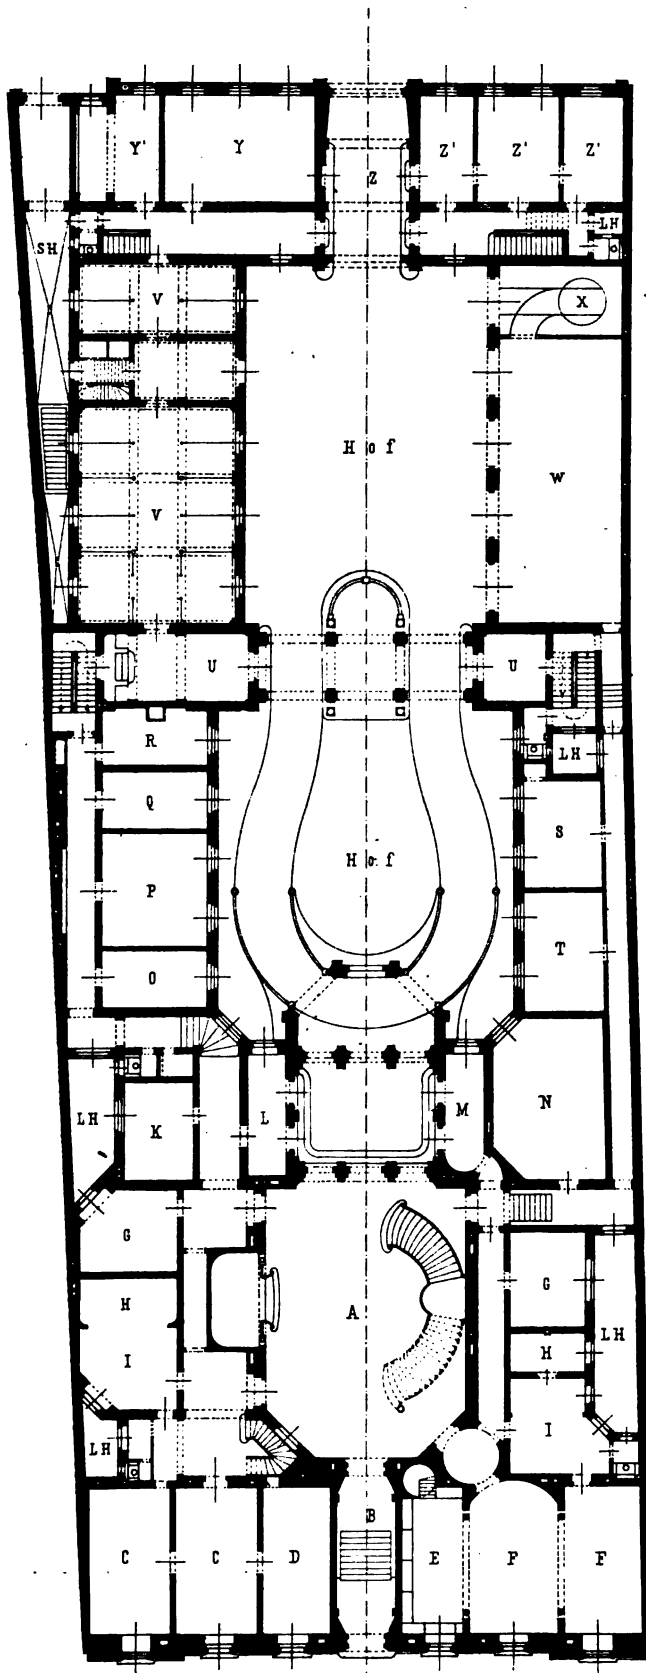 Y' Y Z Z' Z' Z'
SH LH
V X
Hof W
V
U U
R
LH
Q
S
Hof
P
T
O
N
L M
LH K
G
G
H A
LH
H
I
I
LH
B
C C D E F F